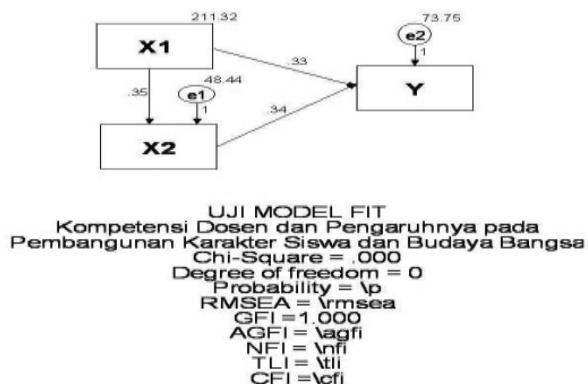 211.32
X1
73.75
e2
1
Y
.33
.35
48.44
e1
1
.34
X2
UJI MODEL FIT
Kompetensi Dosen dan Pengaruhnya pada
Pembangunan Karakter Siswa dan Budaya Bangsa
Chi-Square = .000
Degree of freedom = 0
Probability = \p
RMSEA = \rmsea
GFI =1.000
AGFI = \agfi
NFI = \nfi
TLI = \tli
CFI =\cfi